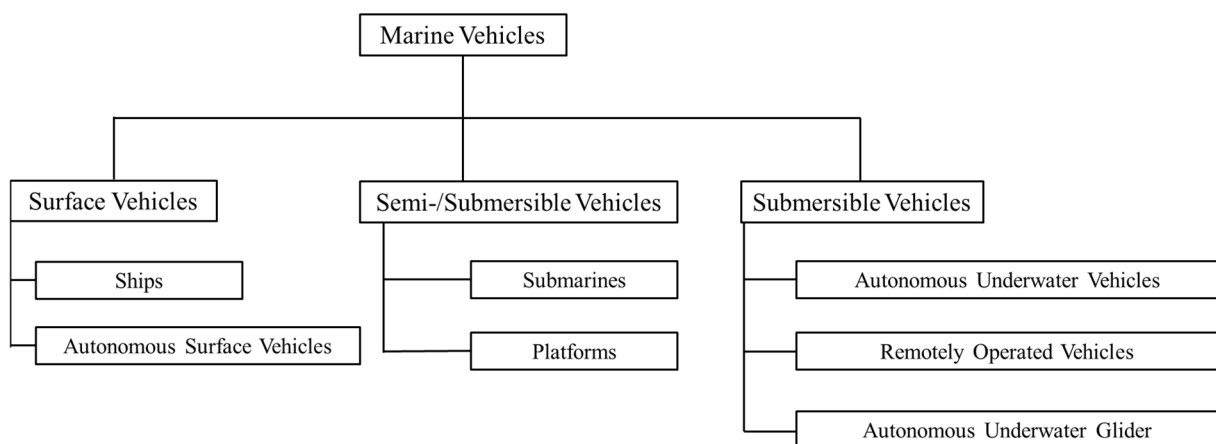 Marine Vehicles
Surface Vehicles
Semi-/Submersible Vehicles
Submersible Vehicles
Ships
Submarines
Autonomous Underwater Vehicles
Autonomous Surface Vehicles
Platforms
Remotely Operated Vehicles
Autonomous Underwater Glider